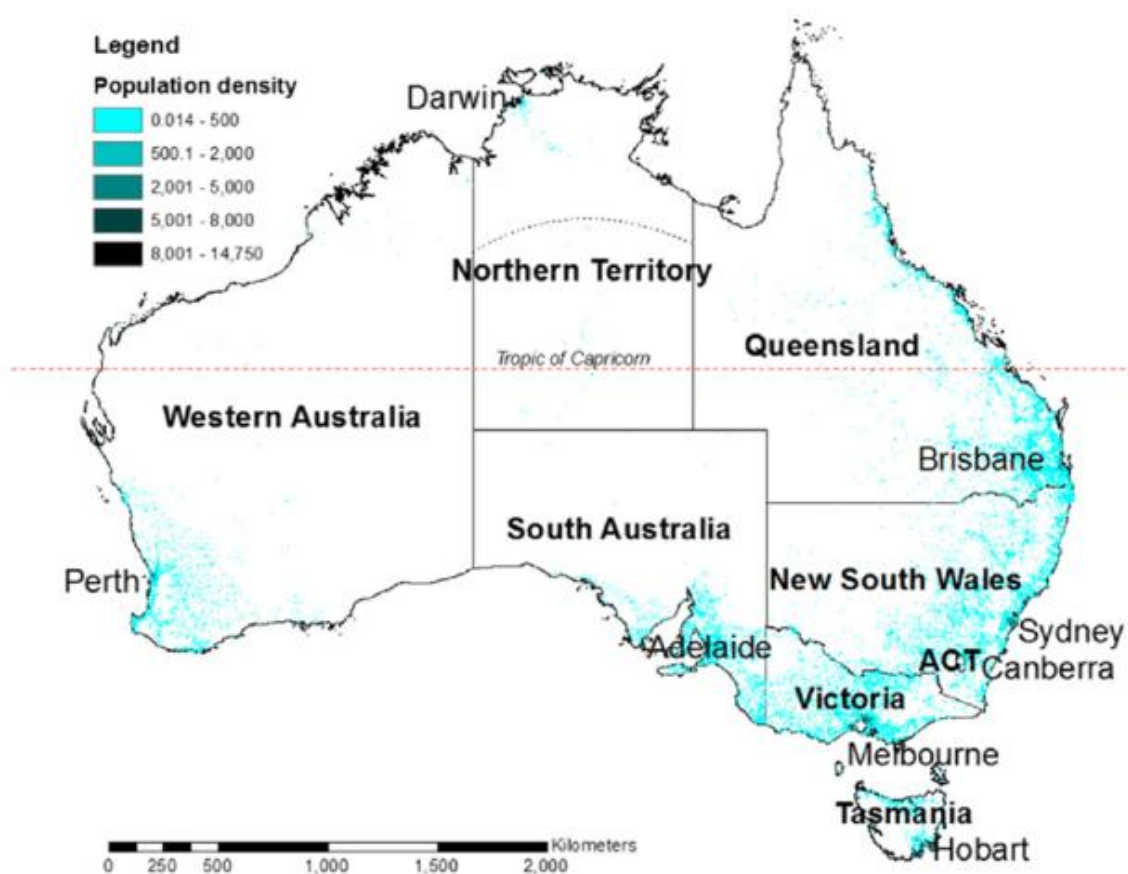 Legend
Population density
0.014 - 500
500.1 - 2,000
2,001 - 5,000
5,001 - 8,000
8,001 - 14,750
Darwin
Northern Territory
Tropic of Capricorn
Queensland
Western Australia
Brisbane
South Australia
New South Wales
Perth
Sydney
Adelaide
ACT
Canberra
Victoria
Melbourne
Tasmania
Hobart
Kilometers
0 250 500 1,000 1,500 2,000